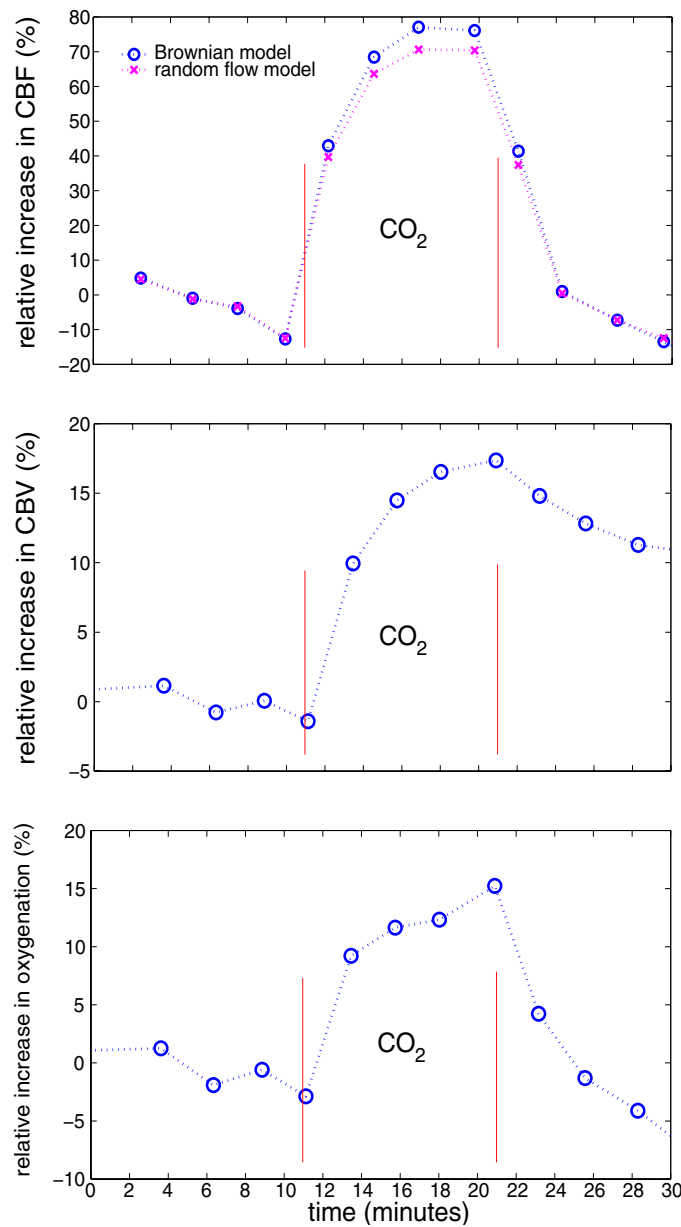 relative increase in CBF (%)
80
70
60
50
40
30
20
10
0
−10
−20
Brownian model
random flow model
CO2
relative increase in CBV (%)
20
15
10
5
0
−5
CO2
relative increase in oxygenation (%)
20
15
10
5
0
−5
−10
CO2
0 2 4 6 8 10 12 14 16 18 20 22 24 26 28 30
time (minutes)